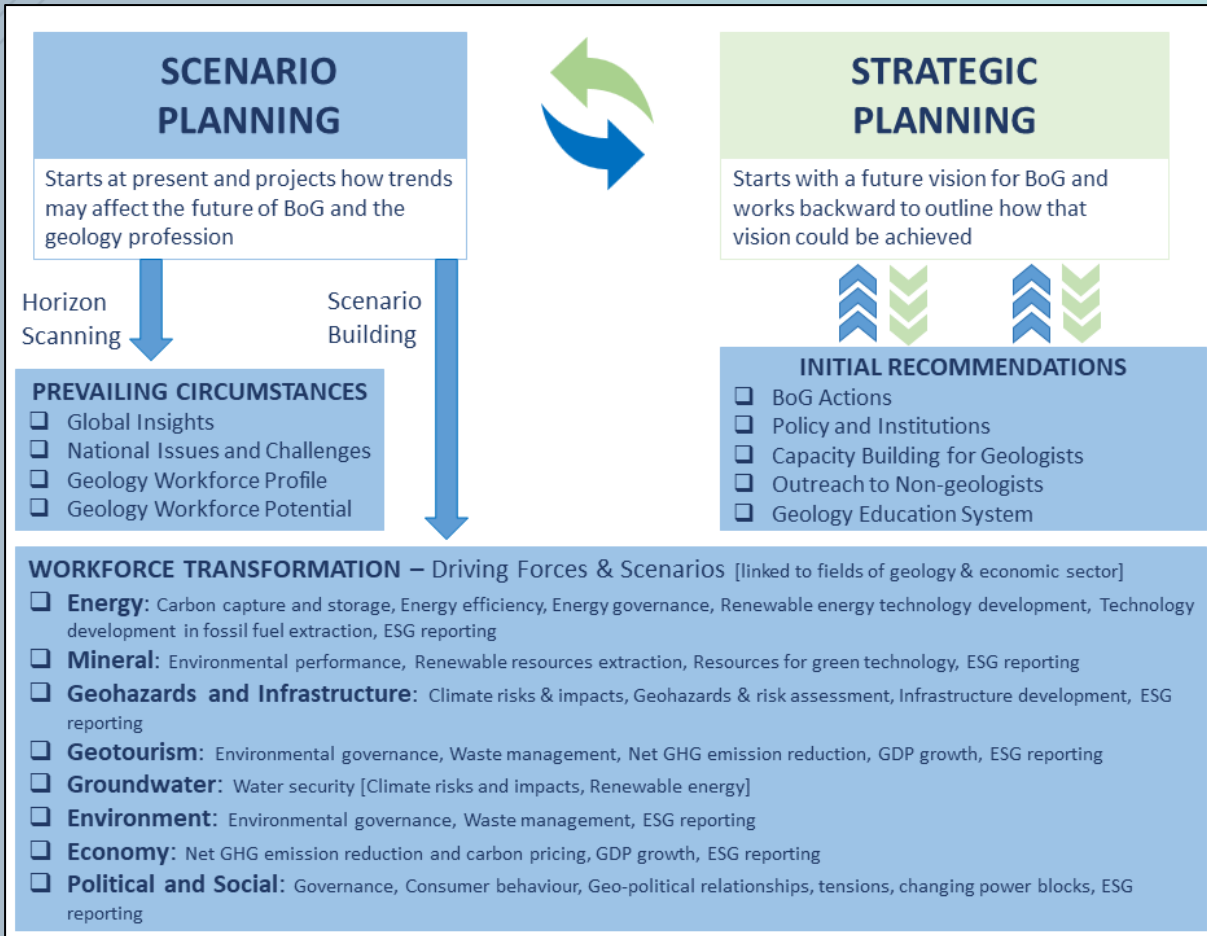 SCENARIO
PLANNING
Starts at present and projects how trends
may affect the future of BoG and the
geology profession
STRATEGIC
PLANNING
Starts with a future vision for BoG and
works backward to outline how that
vision could be achieved
Horizon
Scanning
Scenario
Building
PREVAILING CIRCUMSTANCES
❑ Global Insights
❑ National Issues and Challenges
❑ Geology Workforce Profile
❑ Geology Workforce Potential
INITIAL RECOMMENDATIONS
❑ BoG Actions
❑ Policy and Institutions
❑ Capacity Building for Geologists
❑ Outreach to Non-geologists
❑ Geology Education System
WORKFORCE TRANSFORMATION – Driving Forces & Scenarios [linked to fields of geology & economic sector]
❑ Energy: Carbon capture and storage, Energy efficiency, Energy governance, Renewable energy technology development, Technology
development in fossil fuel extraction, ESG reporting
❑ Mineral: Environmental performance, Renewable resources extraction, Resources for green technology, ESG reporting
❑ Geohazards and Infrastructure: Climate risks & impacts, Geohazards & risk assessment, Infrastructure development, ESG
reporting
❑ Geotourism: Environmental governance, Waste management, Net GHG emission reduction, GDP growth, ESG reporting
❑ Groundwater: Water security [Climate risks and impacts, Renewable energy]
❑ Environment: Environmental governance, Waste management, ESG reporting
❑ Economy: Net GHG emission reduction and carbon pricing, GDP growth, ESG reporting
❑ Political and Social: Governance, Consumer behaviour, Geo-political relationships, tensions, changing power blocks, ESG
reporting